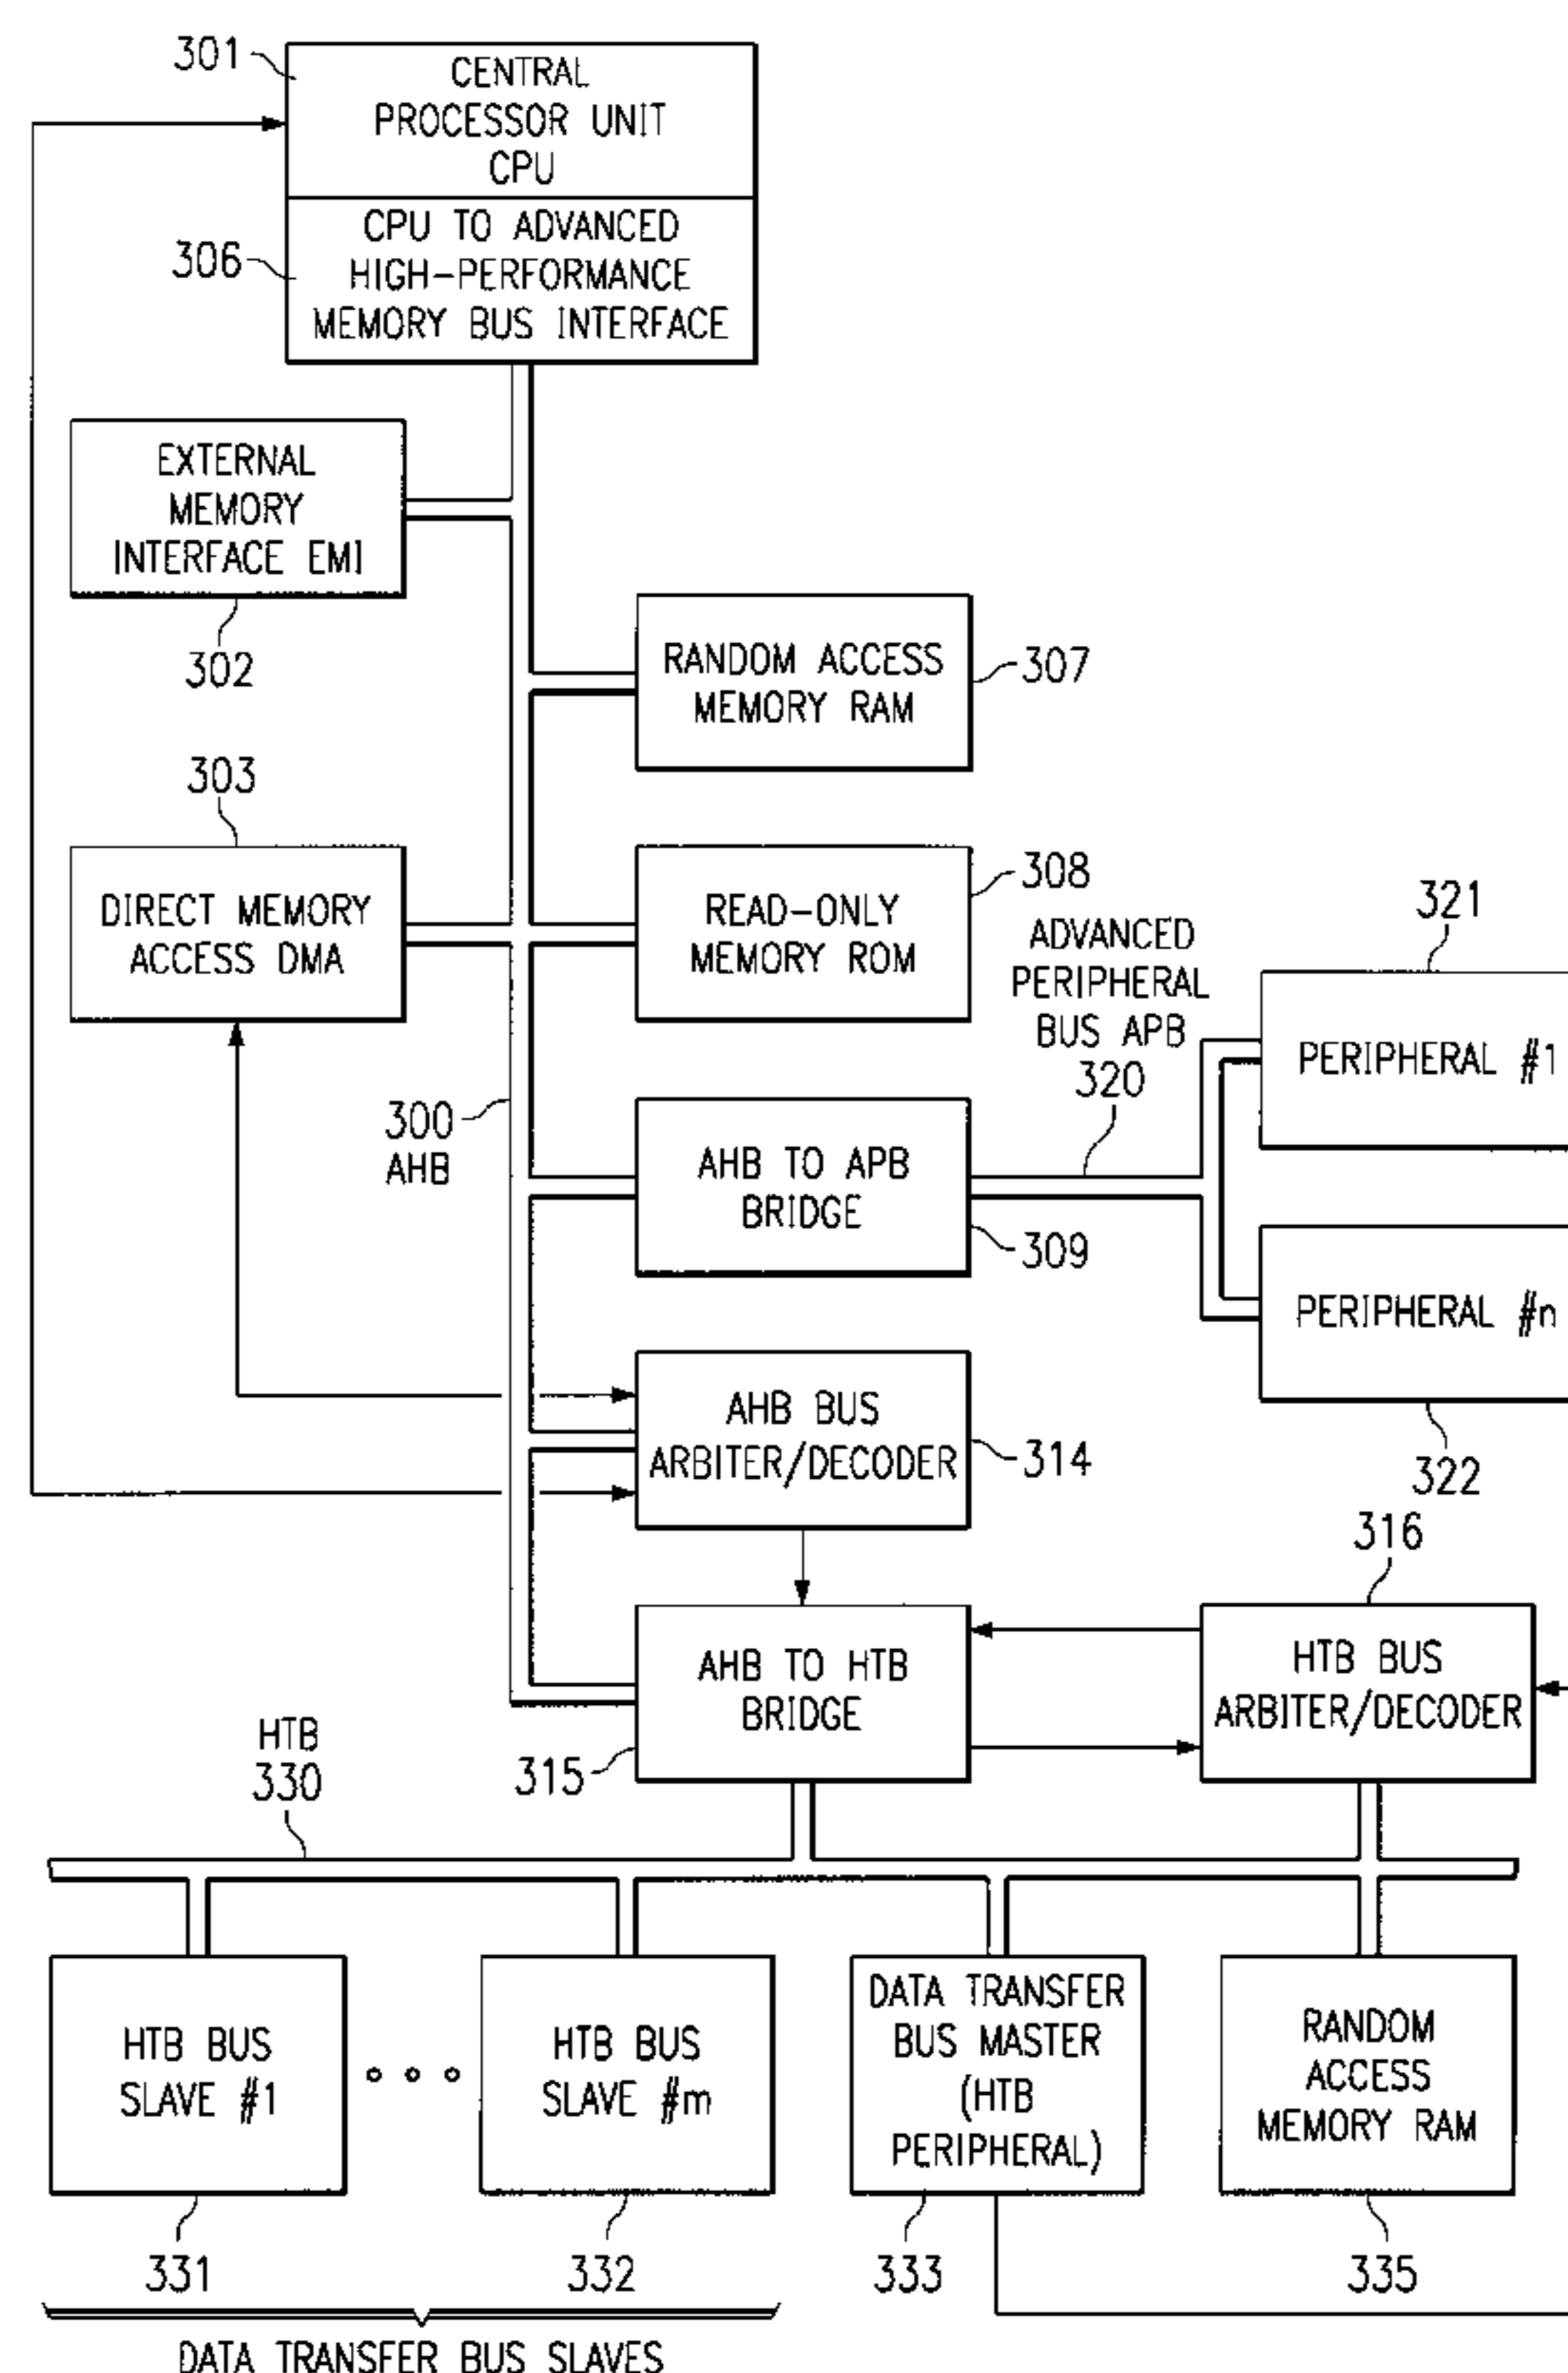 301
CENTRAL
PROCESSOR UNIT
CPU
306
CPU TO ADVANCED
HIGH-PERFORMANCE
MEMORY BUS INTERFACE
EXTERNAL
MEMORY
INTERFACE EMI
302
RANDOM ACCESS
MEMORY RAM
307
303
DIRECT MEMORY
ACCESS DMA
READ-ONLY
MEMORY ROM
308
ADVANCED
PERIPHERAL
BUS APB
320
321
PERIPHERAL #1
300
AHB
AHB TO APB
BRIDGE
309
PERIPHERAL #n
322
AHB BUS
ARBITER/DECODER
314
316
AHB TO HTB
BRIDGE
315
HTB BUS
ARBITER/DECODER
HTB
330
HTB BUS
SLAVE #1
331
HTB BUS
SLAVE #m
332
DATA TRANSFER
BUS MASTER
(HTB
PERIPHERAL)
333
RANDOM
ACCESS
MEMORY RAM
335
DATA TRANSFER BUS SLAVES